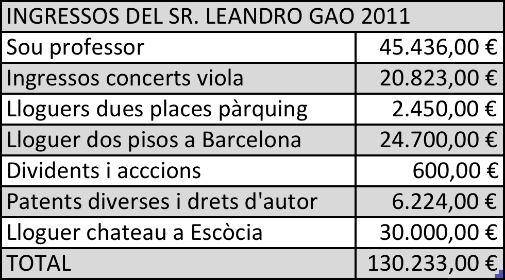 INGRESSOS DEL SR. LEANDRO GAO 2011
Sou professor 45.436,00 €
Ingressos concerts viola 20.823,00 €
Lloguers dues places pàrquing 2.450,00 €
Lloguer dos pisos a Barcelona 24.700,00 €
Dividents i acccions 600,00 €
Patents diverses i drets d'autor 6.224,00 €
Lloguer chateau a Escòcia 30.000,00 €
TOTAL 130.233,00 €